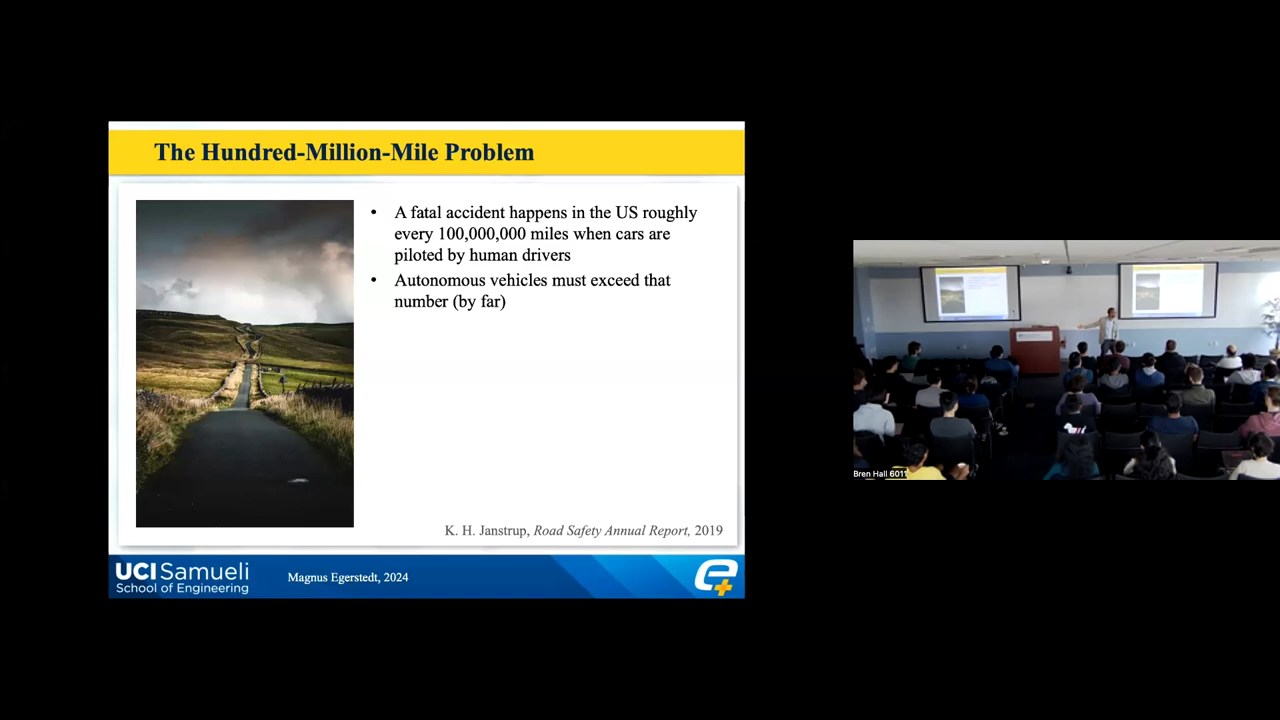 The Hundred-Million-Mile Problem
• A fatal accident happens in the US roughly
every 100,000,000 miles when cars are
piloted by human drivers
• Autonomous vehicles must exceed that
number (by far)
K. H. Janstrup, Road Safety Annual Report, 2019
UCI Samueli
School of Engineering
Magnus Egerstedt, 2024
Bren Hall 6011